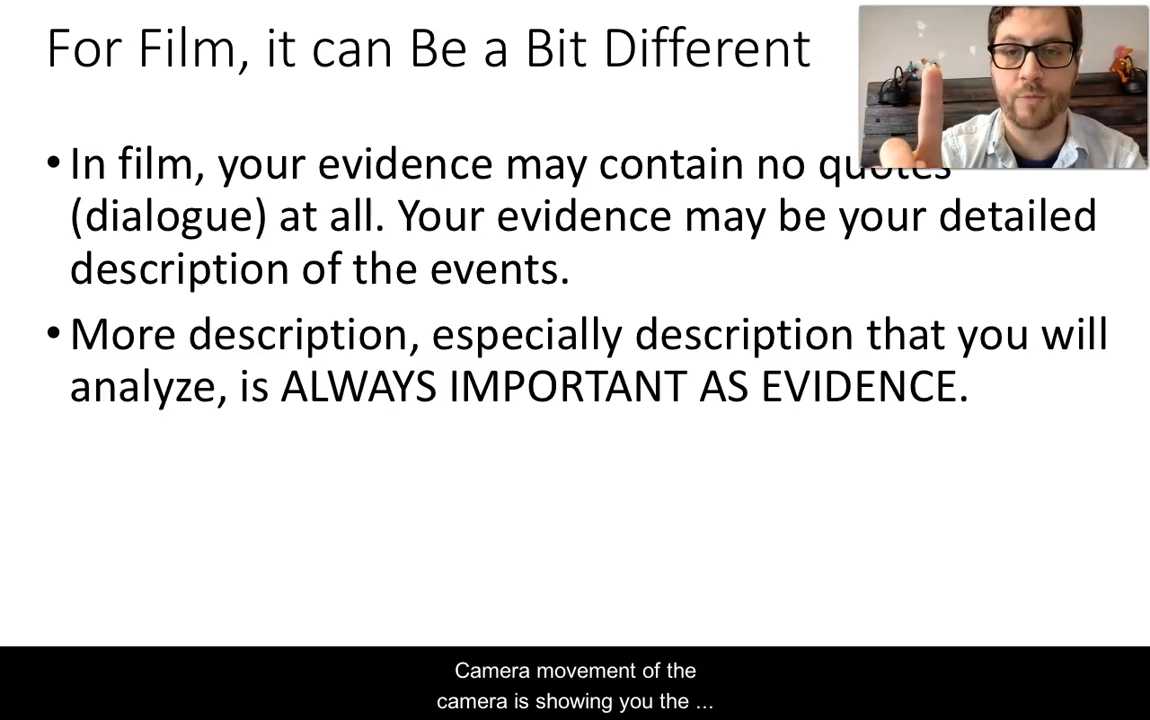 For Film, it can Be a Bit Different
• In film, your evidence may contain no quotes
(dialogue) at all. Your evidence may be your detailed
description of the events.
• More description, especially description that you will
analyze, is ALWAYS IMPORTANT AS EVIDENCE.
Camera movement of the
camera is showing you the ...